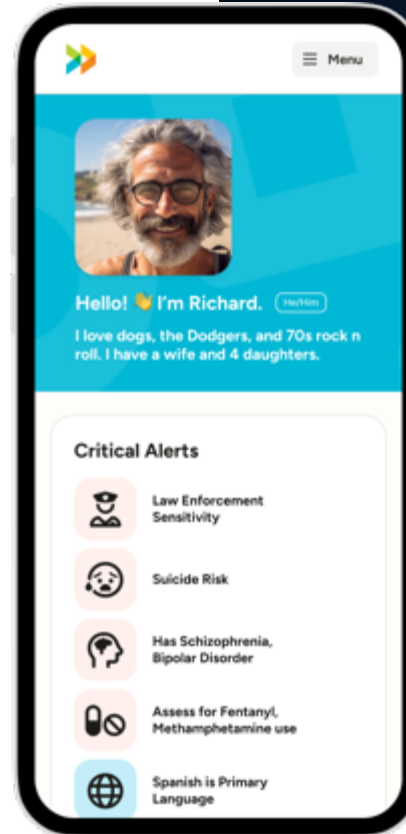 Menu
Hello! 👋 I'm Richard. He/Him
I love dogs, the Dodgers, and 70s rock n
roll. I have a wife and 4 daughters.
Critical Alerts
Law Enforcement
Sensitivity
Suicide Risk
Has Schizophrenia,
Bipolar Disorder
Assess for Fentanyl,
Methamphetamine use
Spanish is Primary
Language